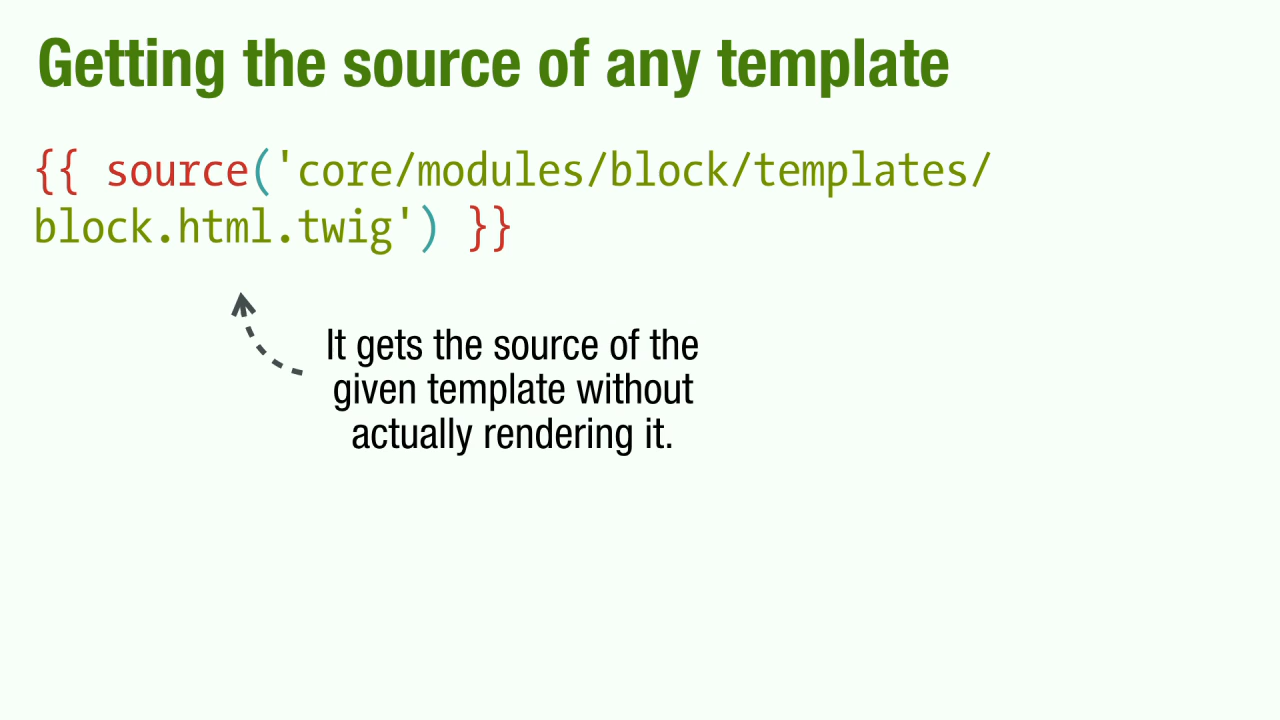 Getting the source of any template
{{ source('core/modules/block/templates/
block.html.twig') }}
It gets the source of the
given template without
actually rendering it.